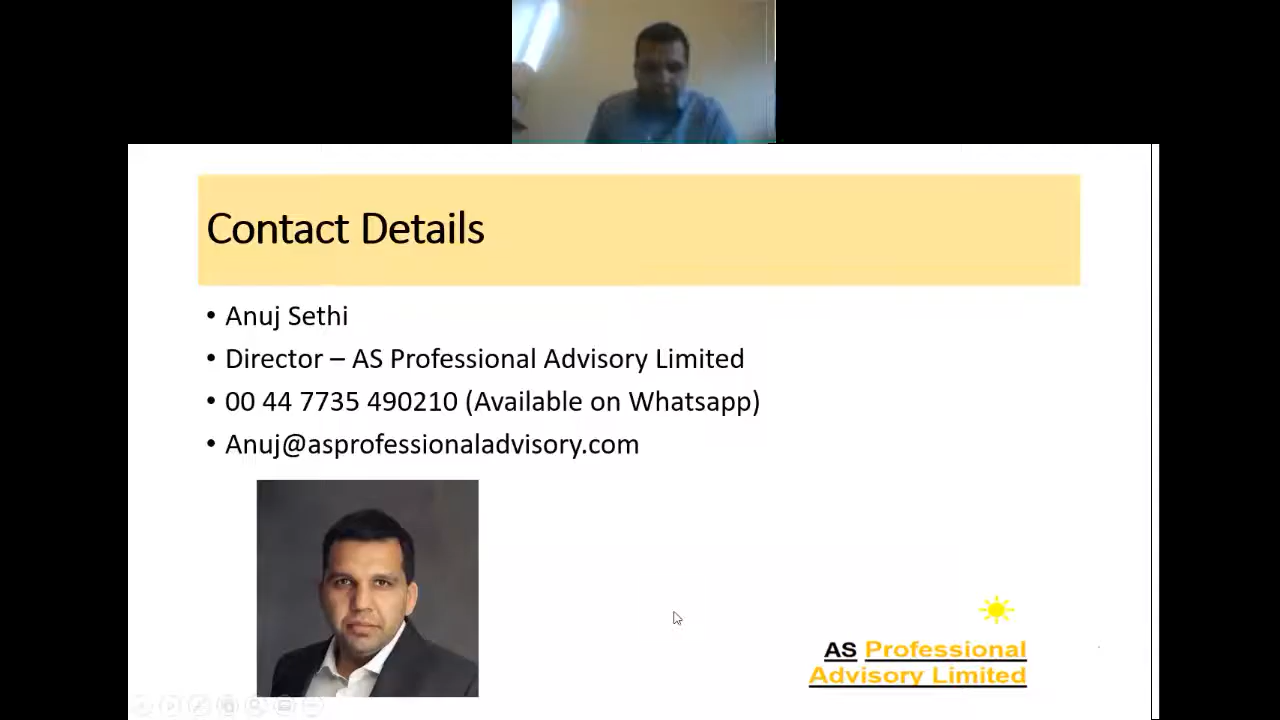 Contact Details
• Anuj Sethi
• Director – AS Professional Advisory Limited
• 00 44 7735 490210 (Available on Whatsapp)
• Anuj@asprofessionaladvisory.com
AS Professional
Advisory Limited